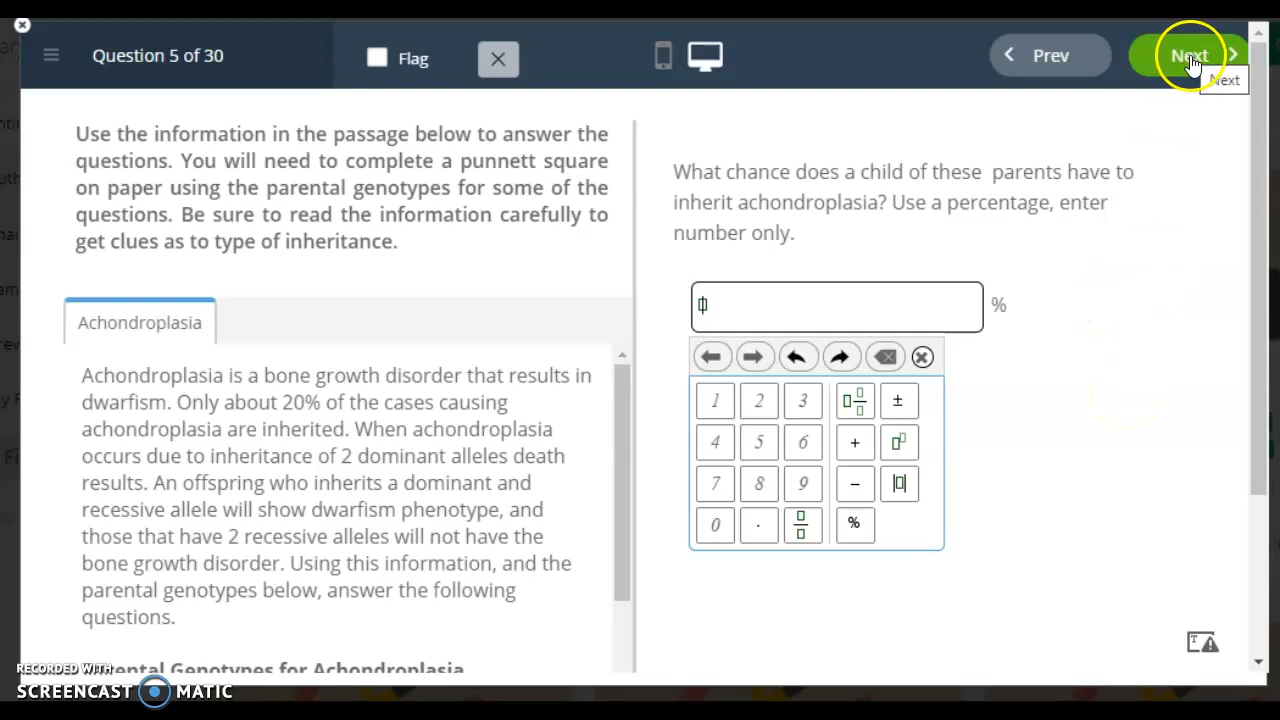 Question 5 of 30
Flag
Prev
Next
Next
Use the information in the passage below to answer the
questions. You will need to complete a punnett square
on paper using the parental genotypes for some of the
questions. Be sure to read the information carefully to
get clues as to type of inheritance.
Achondroplasia
Achondroplasia is a bone growth disorder that results in
dwarfism. Only about 20% of the cases causing
achondroplasia are inherited. When achondroplasia
occurs due to inheritance of 2 dominant alleles death
results. An offspring who inherits a dominant and
recessive allele will show dwarfism phenotype, and
those that have 2 recessive alleles will not have the
bone growth disorder. Using this information, and the
parental genotypes below, answer the following
questions.
Genotypes for Achondroplasia
What chance does a child of these parents have to
inherit achondroplasia? Use a percentage, enter
number only.
%
1 2 3 ±
4 5 6 +
7 8 9 −
0 . %
RECORDED WITH
SCREENCAST MATIC